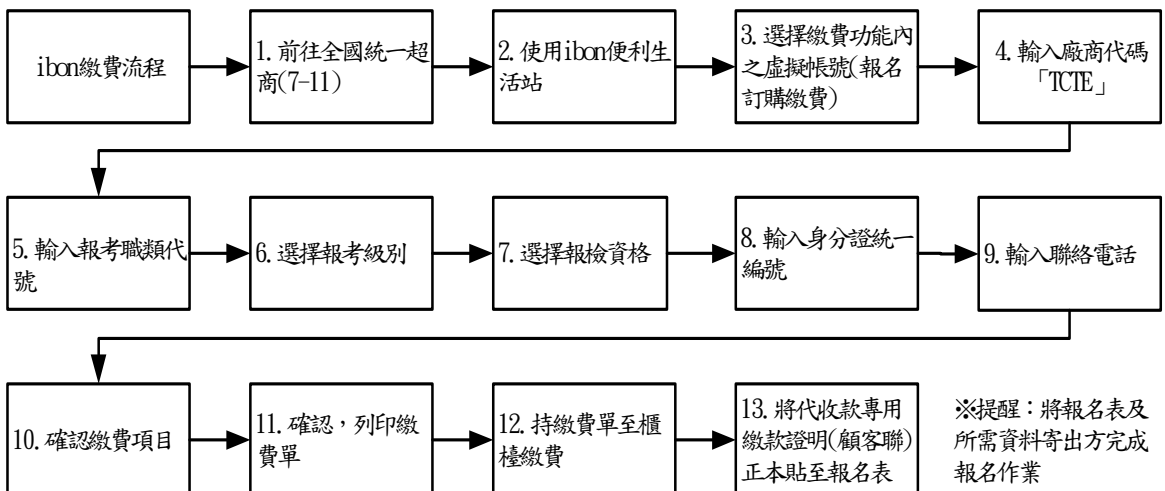 ibon繳費流程
1. 前往全國統一超
商(7-11)
2. 使用ibon便利生
活站
3. 選擇繳費功能內
之虛擬帳號(報名
訂購繳費)
4. 輸入廠商代碼
「TCTE」
5. 輸入報考職類代
號
6. 選擇報考級別
7. 選擇報檢資格
8. 輸入身分證統一
編號
9. 輸入聯絡電話
10. 確認繳費項目
11. 確認，列印繳
費單
12. 持繳費單至櫃
檯繳費
13. 將代收款專用
繳款證明(顧客聯)
正本貼至報名表
※提醒：將報名表及
所需資料寄出方完成
報名作業